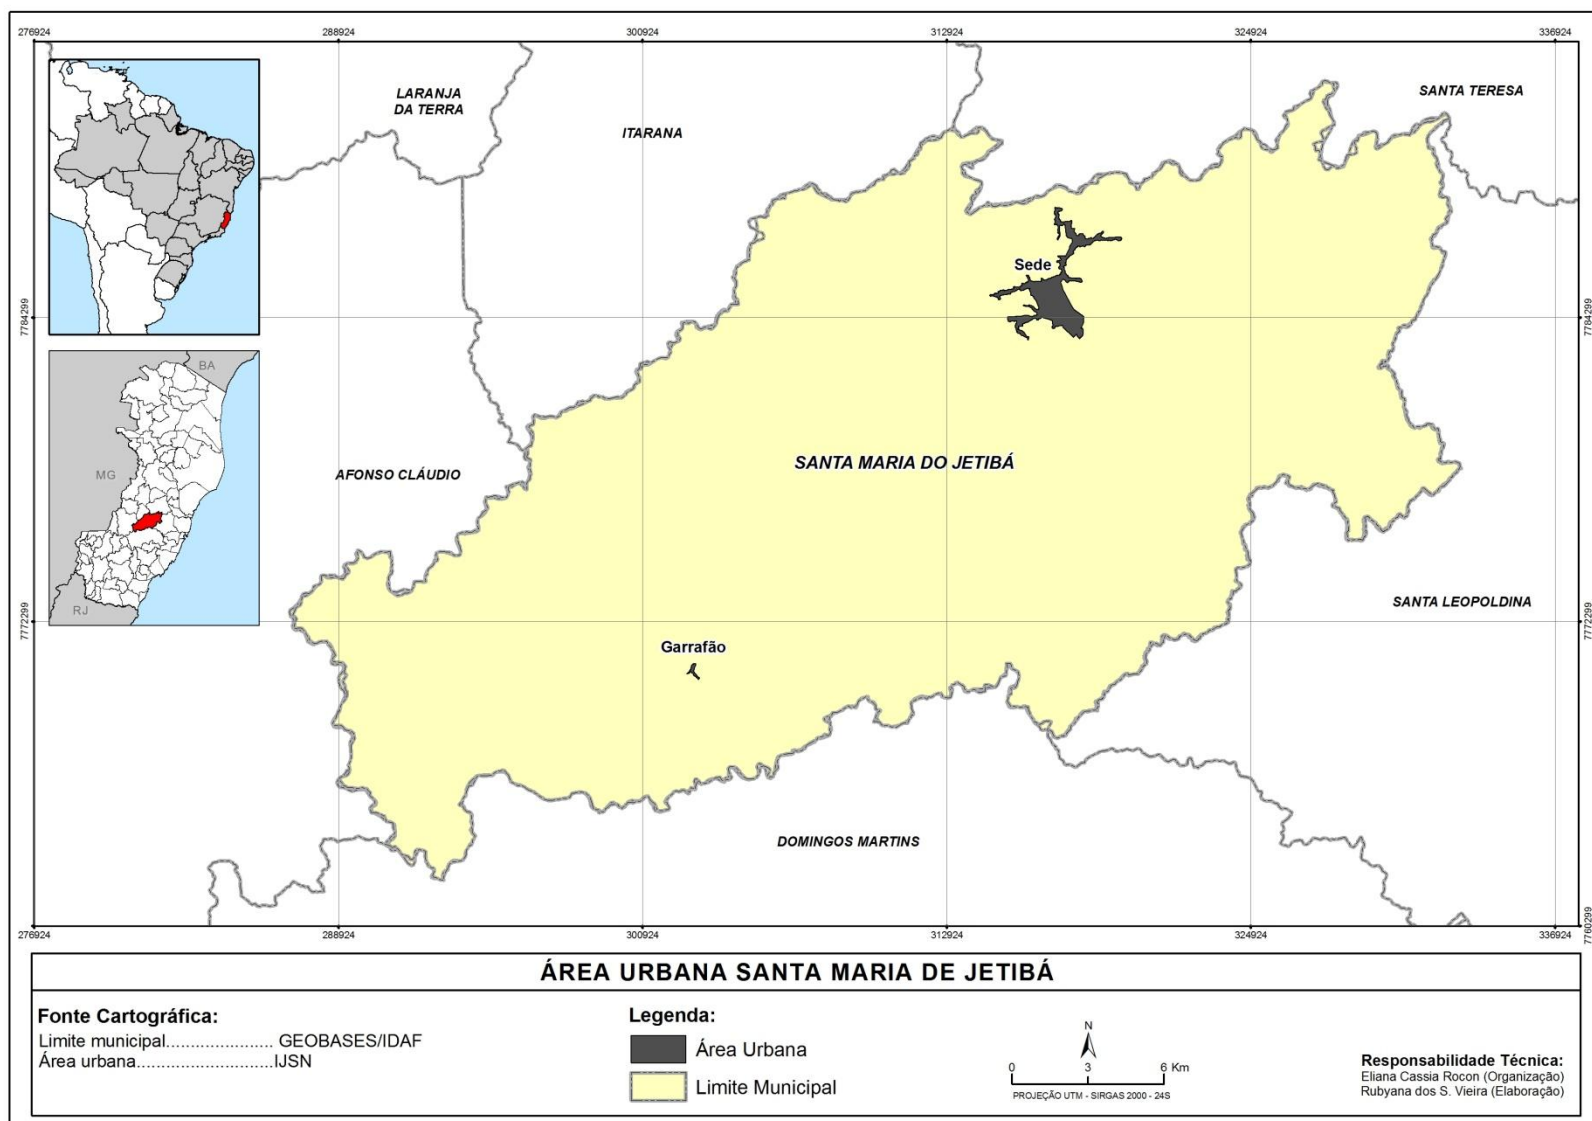 276924
288924
300924
312924
324924
336924
LARANJA
DA TERRA
ITARANA
SANTA TERESA
Sede
7784299
7784299
BA
MG
RJ
AFONSO CLÁUDIO
SANTA MARIA DO JETIBÁ
SANTA LEOPOLDINA
7772299
7772299
Garrafão
DOMINGOS MARTINS
7760299
276924
288924
300924
312924
324924
336924
ÁREA URBANA SANTA MARIA DE JETIBÁ
Fonte Cartográfica:
Limite municipal...................... GEOBASES/IDAF
Área urbana............................IJSN
Legenda:
Área Urbana
Limite Municipal
N
0 3 6 Km
PROJEÇÃO UTM - SIRGAS 2000 - 24S
Responsabilidade Técnica:
Eliana Cassia Rocon (Organização)
Rubyana dos S. Vieira (Elaboração)